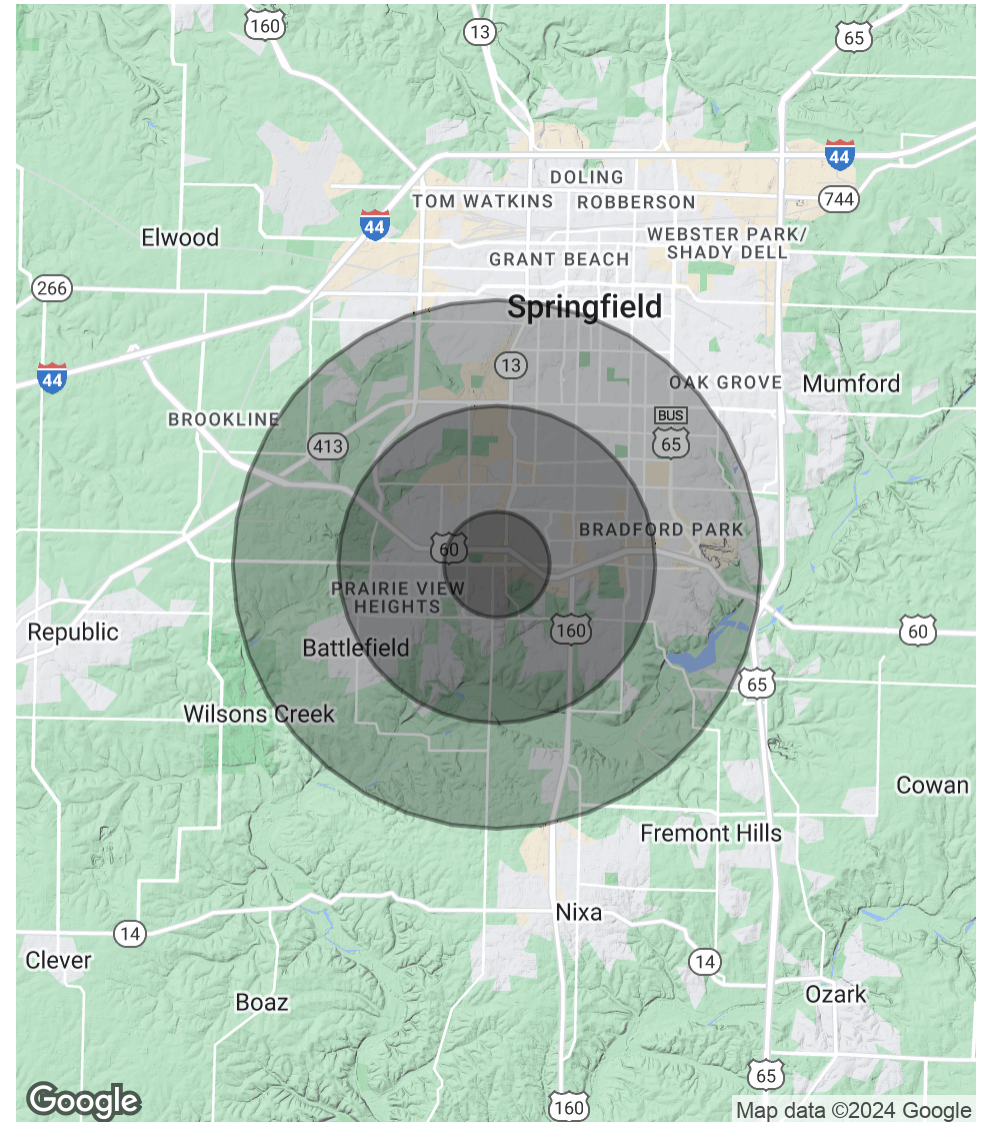 160
13
65
44
DOLING
744
TOM WATKINS
ROBBERSON
44
WEBSTER PARK/
SHADY DELL
Elwood
GRANT BEACH
266
Springfield
13
44
OAK GROVE
Mumford
BUS
65
BROOKLINE
413
BRADFORD PARK
60
PRAIRIE VIEW
HEIGHTS
160
60
Republic
Battlefield
65
Wilsons Creek
Cowan
Fremont Hills
Nixa
14
14
Clever
Boaz
Ozark
65
Google
160
Map data ©2024 Google